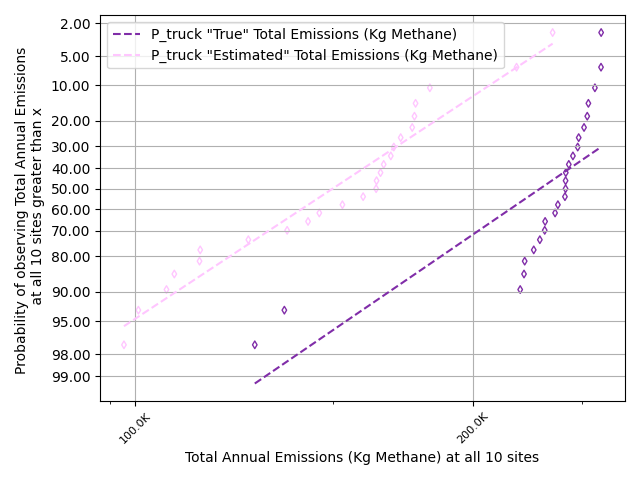 P_truck "True" Total Emissions (Kg Methane)
P_truck "Estimated" Total Emissions (Kg Methane)
Probability of observing Total Annual Emissions
at all 10 sites greater than x
2.00
5.00
10.00
20.00
30.00
40.00
50.00
60.00
70.00
80.00
90.00
95.00
98.00
99.00
100.0K
200.0K
Total Annual Emissions (Kg Methane) at all 10 sites